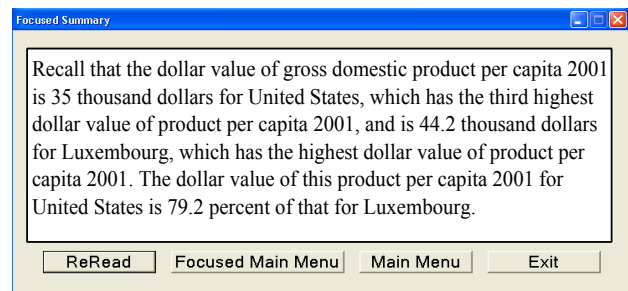 Focused Summary
Recall that the dollar value of gross domestic product per capita 2001
is 35 thousand dollars for United States, which has the third highest
dollar value of product per capita 2001, and is 44.2 thousand dollars
for Luxembourg, which has the highest dollar value of product per
capita 2001. The dollar value of this product per capita 2001 for
United States is 79.2 percent of that for Luxembourg.
ReRead Focused Main Menu Main Menu Exit